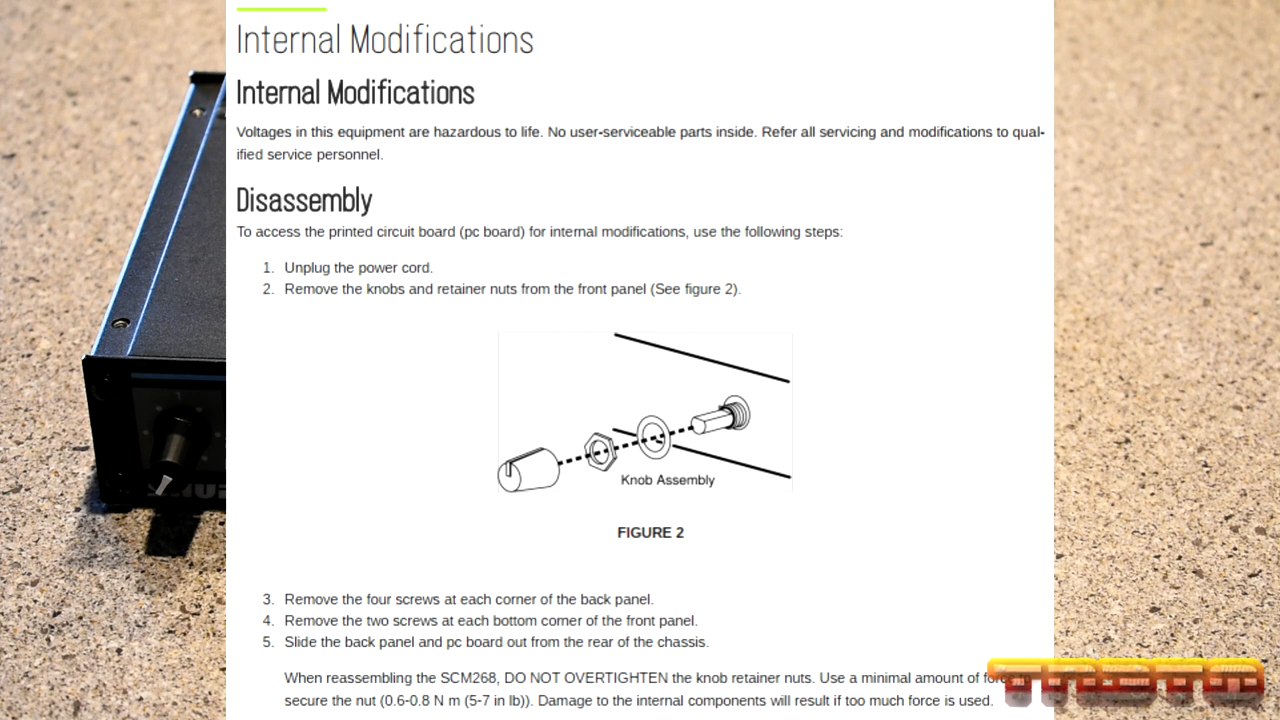 Internal Modifications
Internal Modifications
Voltages in this equipment are hazardous to life. No user-serviceable parts inside. Refer all servicing and modifications to qual-
ified service personnel.
Disassembly
To access the printed circuit board (pc board) for internal modifications, use the following steps:
1. Unplug the power cord.
2. Remove the knobs and retainer nuts from the front panel (See figure 2).
Knob Assembly
FIGURE 2
3. Remove the four screws at each corner of the back panel.
4. Remove the two screws at each bottom corner of the front panel.
5. Slide the back panel and pc board out from the rear of the chassis.
When reassembling the SCM268, DO NOT OVERTIGHTEN the knob retainer nuts. Use a minimal amount of
secure the nut (0.6-0.8 N m (5-7 in lb)). Damage to the internal components will result if too much force is used.